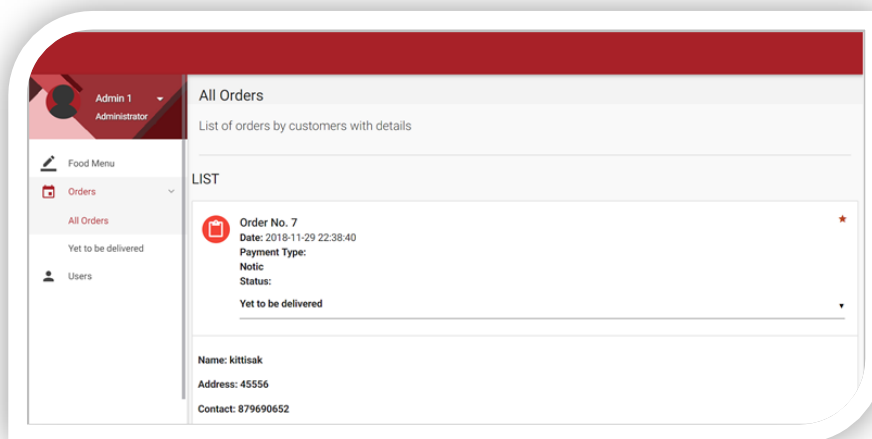 Admin 1
Administrator
Food Menu
Orders
All Orders
Yet to be delivered
Users
All Orders
List of orders by customers with details
LIST
Order No. 7
Date: 2018-11-29 22:38:40
Payment Type:
Notic
Status:
Yet to be delivered
Name: kittisak
Address: 45556
Contact: 879690652